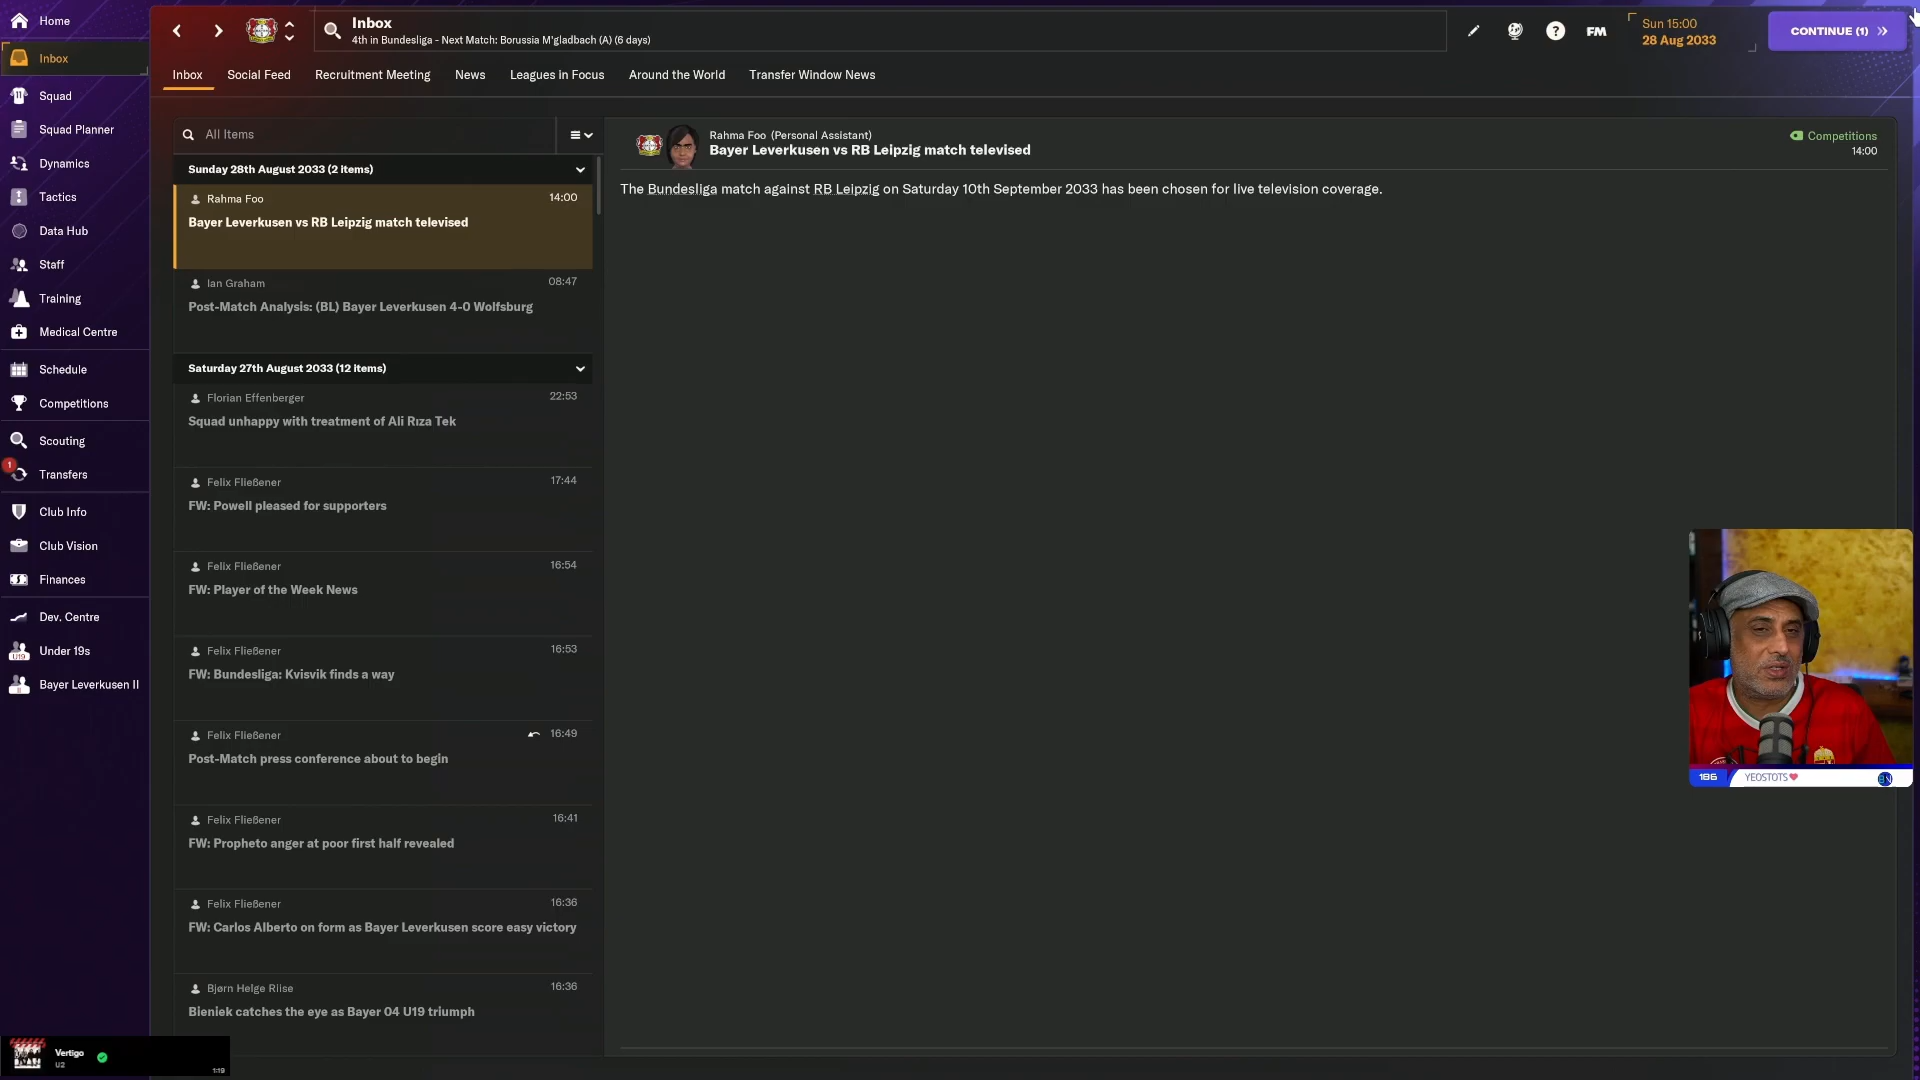 Home
Inbox
Squad
Squad Planner
Dynamics
Tactics
Data Hub
Staff
Training
Medical Centre
Schedule
Competitions
Scouting
1
Transfers
Club Info
Club Vision
Finances
Dev. Centre
U19
Under 19s
Bayer Leverkusen II
Inbox
4th in Bundesliga - Next Match: Borussia M'gladbach (A) (6 days)
?
FM
Sun 15:00
28 Aug 2033
CONTINUE (1)
Inbox
Social Feed
Recruitment Meeting
News
Leagues in Focus
Around the World
Transfer Window News
All Items
Sunday 28th August 2033 (2 items)
Rahma Foo 14:00
Bayer Leverkusen vs RB Leipzig match televised
Ian Graham 08:47
Post-Match Analysis: (BL) Bayer Leverkusen 4-0 Wolfsburg
Saturday 27th August 2033 (12 items)
Florian Effenberger 22:53
Squad unhappy with treatment of Ali Rıza Tek
Felix Fließener 17:44
FW: Powell pleased for supporters
Felix Fließener 16:54
FW: Player of the Week News
Felix Fließener 16:53
FW: Bundesliga: Kvisvik finds a way
Felix Fließener 16:49
Post-Match press conference about to begin
Felix Fließener 16:41
FW: Propheto anger at poor first half revealed
Felix Fließener 16:36
FW: Carlos Alberto on form as Bayer Leverkusen score easy victory
Bjørn Helge Riise 16:36
Bieniek catches the eye as Bayer 04 U19 triumph
Rahma Foo (Personal Assistant)
Bayer Leverkusen vs RB Leipzig match televised
Competitions
14:00
The Bundesliga match against RB Leipzig on Saturday 10th September 2033 has been chosen for live television coverage.
186 YEOSTOTS
Vertigo
U2
1:19